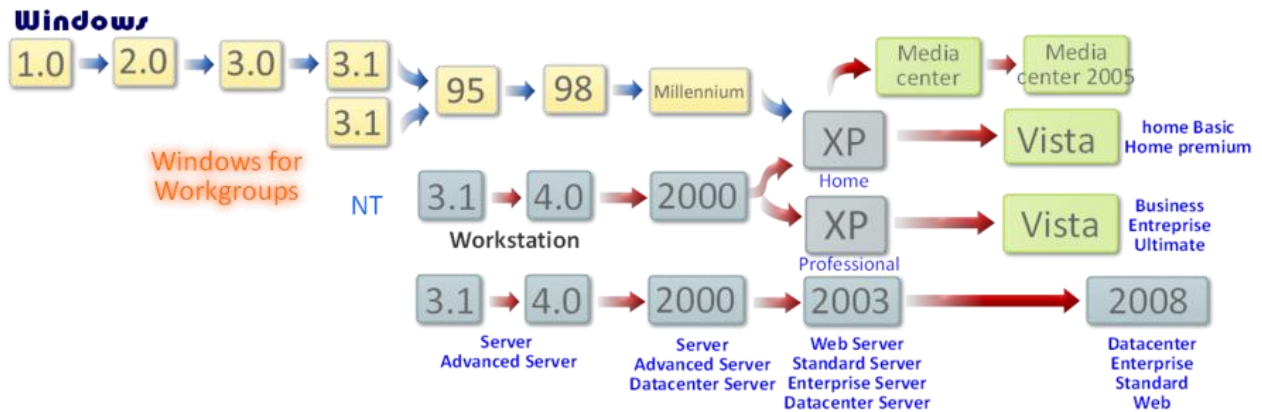 Windows
1.0
2.0
3.0
3.1
3.1
95
98
Millennium
Media
center
Media
center 2005
XP
Home
Vista
home Basic
Home premium
Windows for
Workgroups
NT
3.1
4.0
2000
Workstation
XP
Professional
Vista
Business
Entreprise
Ultimate
3.1
4.0
2000
2003
2008
Server
Advanced Server
Server
Advanced Server
Datacenter Server
Web Server
Standard Server
Enterprise Server
Datacenter Server
Datacenter
Enterprise
Standard
Web